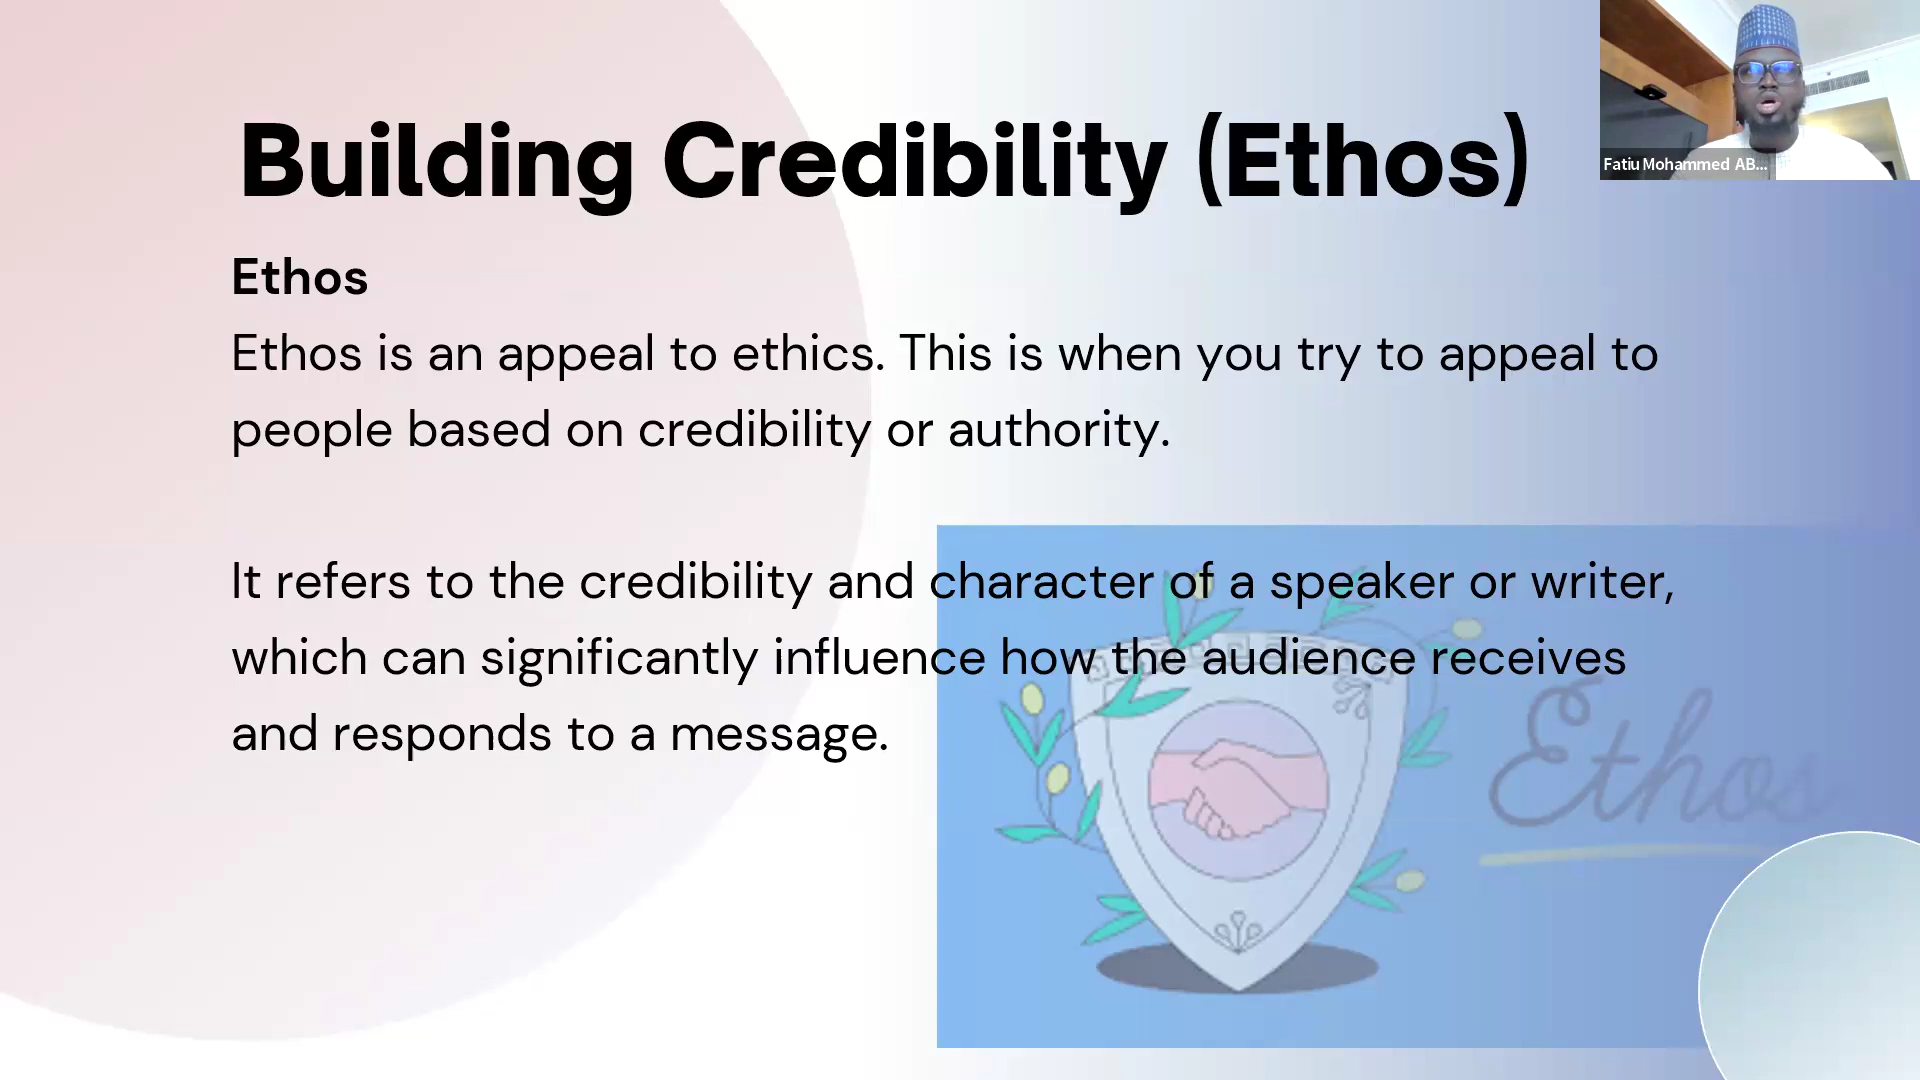 Building Credibility (Ethos)
Fatiu Mohammed AB...
Ethos
Ethos is an appeal to ethics. This is when you try to appeal to
people based on credibility or authority.
It refers to the credibility and character of a speaker or writer,
which can significantly influence how the audience receives
and responds to a message.
Ethos